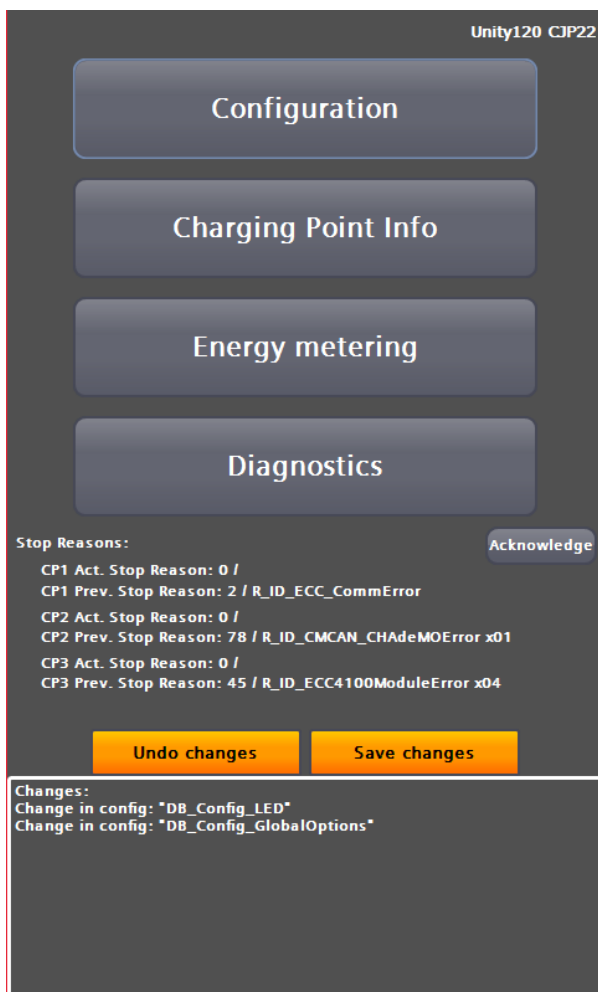 Unity120 CJP22
Configuration
Charging Point Info
Energy metering
Diagnostics
Stop Reasons:
Acknowledge
CP1 Act. Stop Reason: 0 /
CP1 Prev. Stop Reason: 2 / R_ID_ECC_CommError
CP2 Act. Stop Reason: 0 /
CP2 Prev. Stop Reason: 78 / R_ID_CMCAN_CHAdeMOError x01
CP3 Act. Stop Reason: 0 /
CP3 Prev. Stop Reason: 45 / R_ID_ECC4100ModuleError x04
Undo changes
Save changes
Changes:
Change in config: "DB_Config_LED"
Change in config: "DB_Config_GlobalOptions"